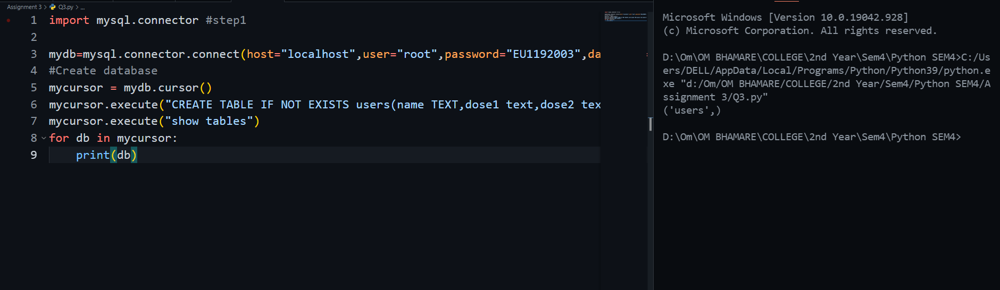 Assignment 3 > Q3.py > ...
1 import mysql.connector #step1
2
3 mydb=mysql.connector.connect(host="localhost",user="root",password="EU1192003",da =
4 #Create database
5 mycursor = mydb.cursor()
6 mycursor.execute("CREATE TABLE IF NOT EXISTS users(name TEXT,dose1 text,dose2 tex
7 mycursor.execute("show tables")
8 for db in mycursor:
9     print(db)
Microsoft Windows [Version 10.0.19042.928]
(c) Microsoft Corporation. All rights reserved.
D:\Om\OM BHAMARE\COLLEGE\2nd Year\Sem4\Python SEM4>C:/Us
ers/DELL/AppData/Local/Programs/Python/Python39/python.e
xe "d:/Om/OM BHAMARE/COLLEGE/2nd Year/Sem4/Python SEM4/A
ssignment 3/Q3.py"
('users',)
D:\Om\OM BHAMARE\COLLEGE\2nd Year\Sem4\Python SEM4>